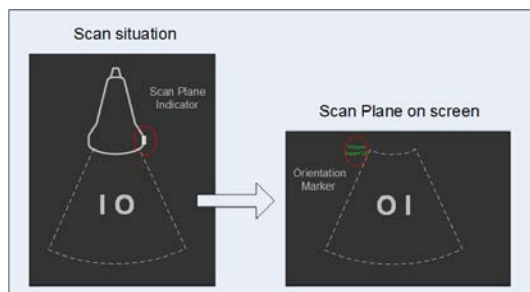 Scan situation
Scan Plane
Indicator
I O
Scan Plane on screen
Orientation
Marker
O I